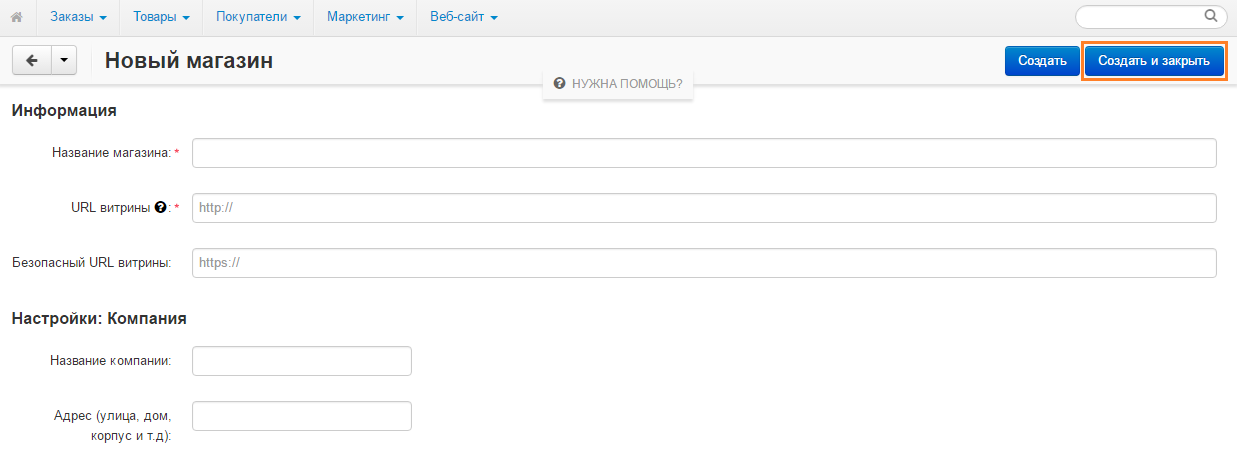 Заказы Товары Покупатели Маркетинг Веб-сайт
Новый магазин Создать Создать и закрыть
НУЖНА ПОМОЩЬ?
Информация
Название магазина: *
URL витрины : * http://
Безопасный URL витрины: https://
Настройки: Компания
Название компании:
Адрес (улица, дом,
корпус и т.д):